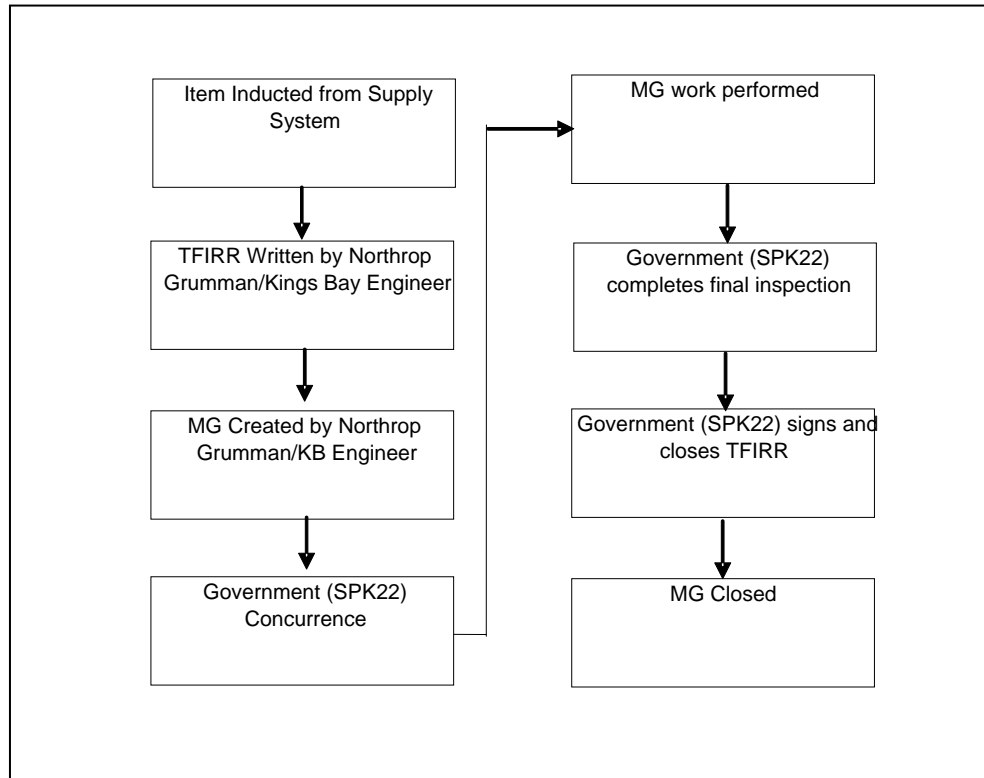 Item Inducted from Supply
System
TFIRR Written by Northrop
Grumman/Kings Bay Engineer
MG Created by Northrop
Grumman/KB Engineer
Government (SPK22)
Concurrence
MG work performed
Government (SPK22)
completes final inspection
Government (SPK22) signs and
closes TFIRR
MG Closed